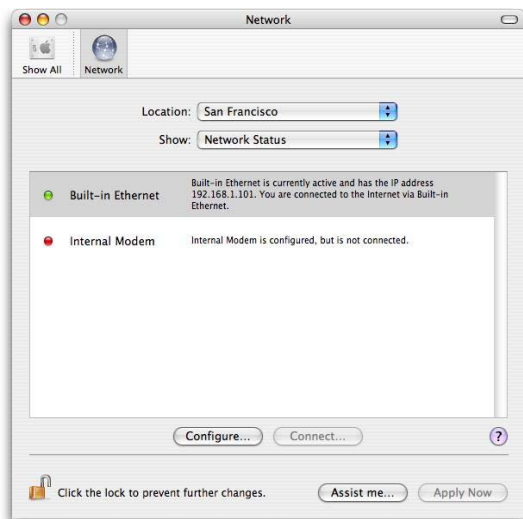 Network
Show All
Network
Location: San Francisco
Show: Network Status
Built-in Ethernet
Built-in Ethernet is currently active and has the IP address
192.168.1.101. You are connected to the Internet via Built-in
Ethernet.
Internal Modem
Internal Modem is configured, but is not connected.
Configure...
Connect...
?
Click the lock to prevent further changes.
Assist me...
Apply Now